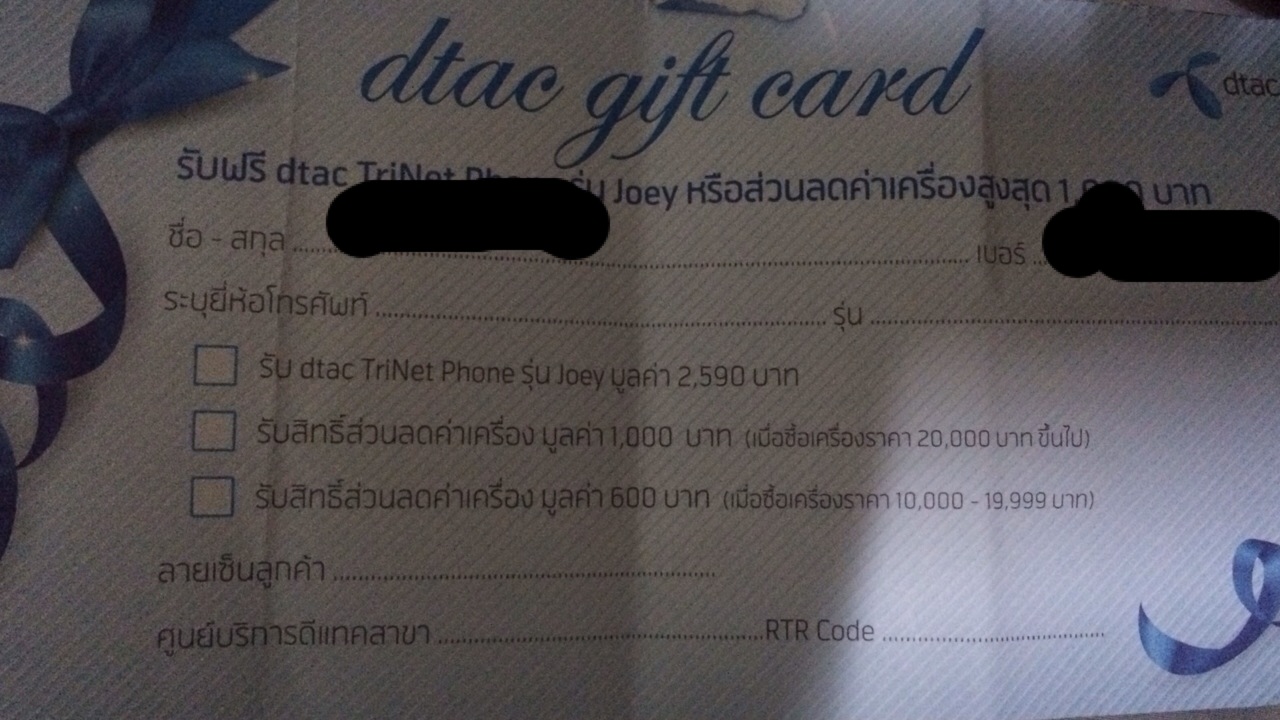 dtac gift card
dtac
รับฟรี dtac รุ่น Joey หรือส่วนลดค่าเครื่องสูงสุด บาท
ชื่อ - สกุล ........ เบอร์ ...
ระบุยี่ห้อโทรศัพท์ ........ รุ่น ........
รับ dtac TriNet Phone รุ่น Joey มูลค่า 2,590 บาท
รับสิทธิ์ส่วนลดค่าเครื่อง มูลค่า 1,000 บาท (เมื่อซื้อเครื่องราคา 20,000 บาท ขึ้นไป)
รับสิทธิ์ส่วนลดค่าเครื่อง มูลค่า 600 บาท (เมื่อซื้อเครื่องราคา 10,000 - 19,999 บาท)
ลายเซ็นลูกค้า ........
ศูนย์บริการดีแทคสาขา ........ RTR Code ........